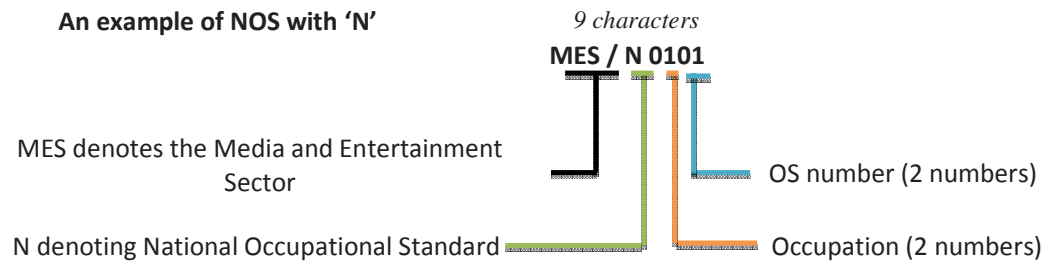 An example of NOS with ‘N’
9 characters
MES / N 0101
MES denotes the Media and Entertainment
Sector
OS number (2 numbers)
N denoting National Occupational Standard
Occupation (2 numbers)